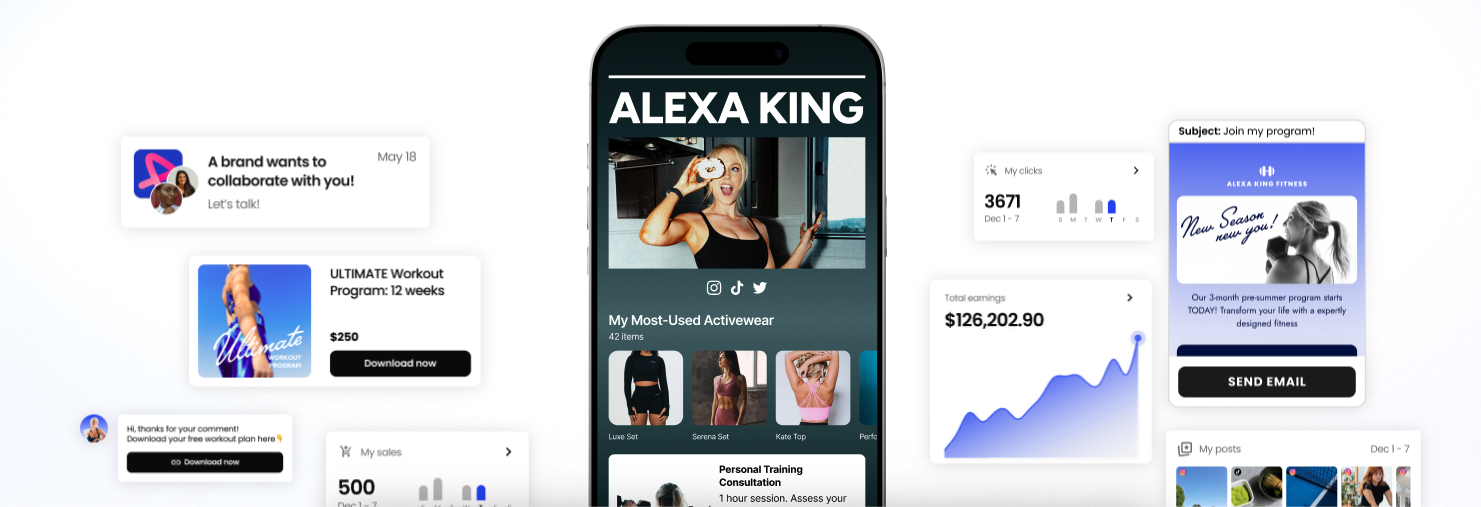 A brand wants to
collaborate with you!
May 18
Let's talk!
ULTIMATE Workout
Program: 12 weeks
$250
Download now
Ultimate
WORKOUT
PROGRAM
Hi, thanks for your comment!
Download your free workout plan here👇
Download now
My sales
500
Dec 1 - 7
ALEXA KING
My Most-Used Activewear
42 items
Luxe Set
Serena Set
Kate Top
Perfo
Personal Training
Consultation
1 hour session. Assess your
My clicks
3671
Dec 1 - 7
S M T W T F S
Total earnings
$126,202.90
Subject: Join my program!
ALEXA KING FITNESS
New Season
new you!
Our 3-month pre-summer program starts
TODAY! Transform your life with a expertly
designed fitness
SEND EMAIL
My posts
Dec 1 - 7